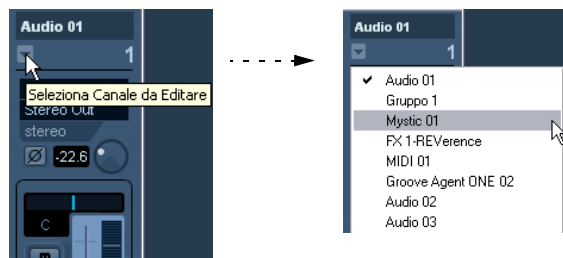 Audio 01
1
Seleziona Canale da Editare
Stereo Out
stereo
-22.6
C
Audio 01
1
Audio 01
Gruppo 1
Mystic 01
FX 1-REVerence
MIDI 01
Groove Agent ONE 02
Audio 02
Audio 03